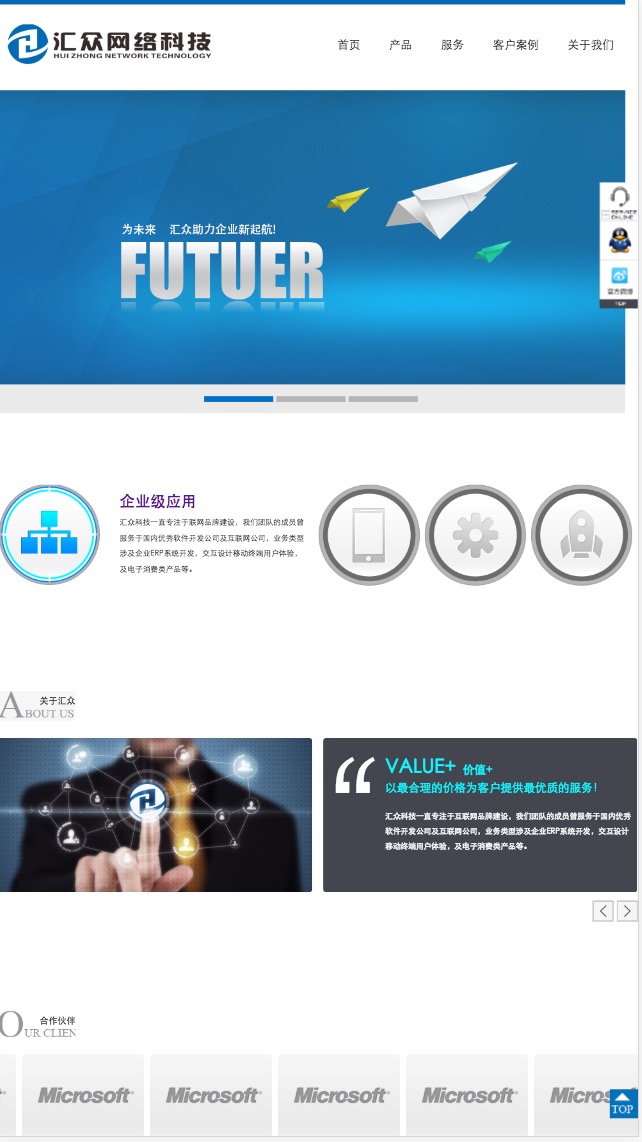 汇众网络科技
HUI ZHONG NETWORK TECHNOLOGY
首页 产品 服务 客户案例 关于我们
为未来 汇众助力企业新起航!
FUTUER
SERVICE
ONLINE
官方微博
TOP
企业级应用
汇众科技一直专注于联网品牌建设，我们团队的成员曾
服务于国内优秀软件开发公司及互联网公司，业务类型
涉及企业ERP系统开发，交互设计移动终端用户体验，
及电子消费类产品等。
关于汇众
ABOUT US
VALUE+ 价值+
以最合理的价格为客户提供最优质的服务！
汇众科技一直专注于互联网品牌建设，我们团队的成员曾服务于国内优秀
软件开发公司及互联网公司，业务类型涉及企业ERP系统开发，交互设计
移动终端用户体验，及电子消费类产品等。
合作伙伴
OUR CLIEN
Microsoft Microsoft Microsoft Microsoft Micros
TOP